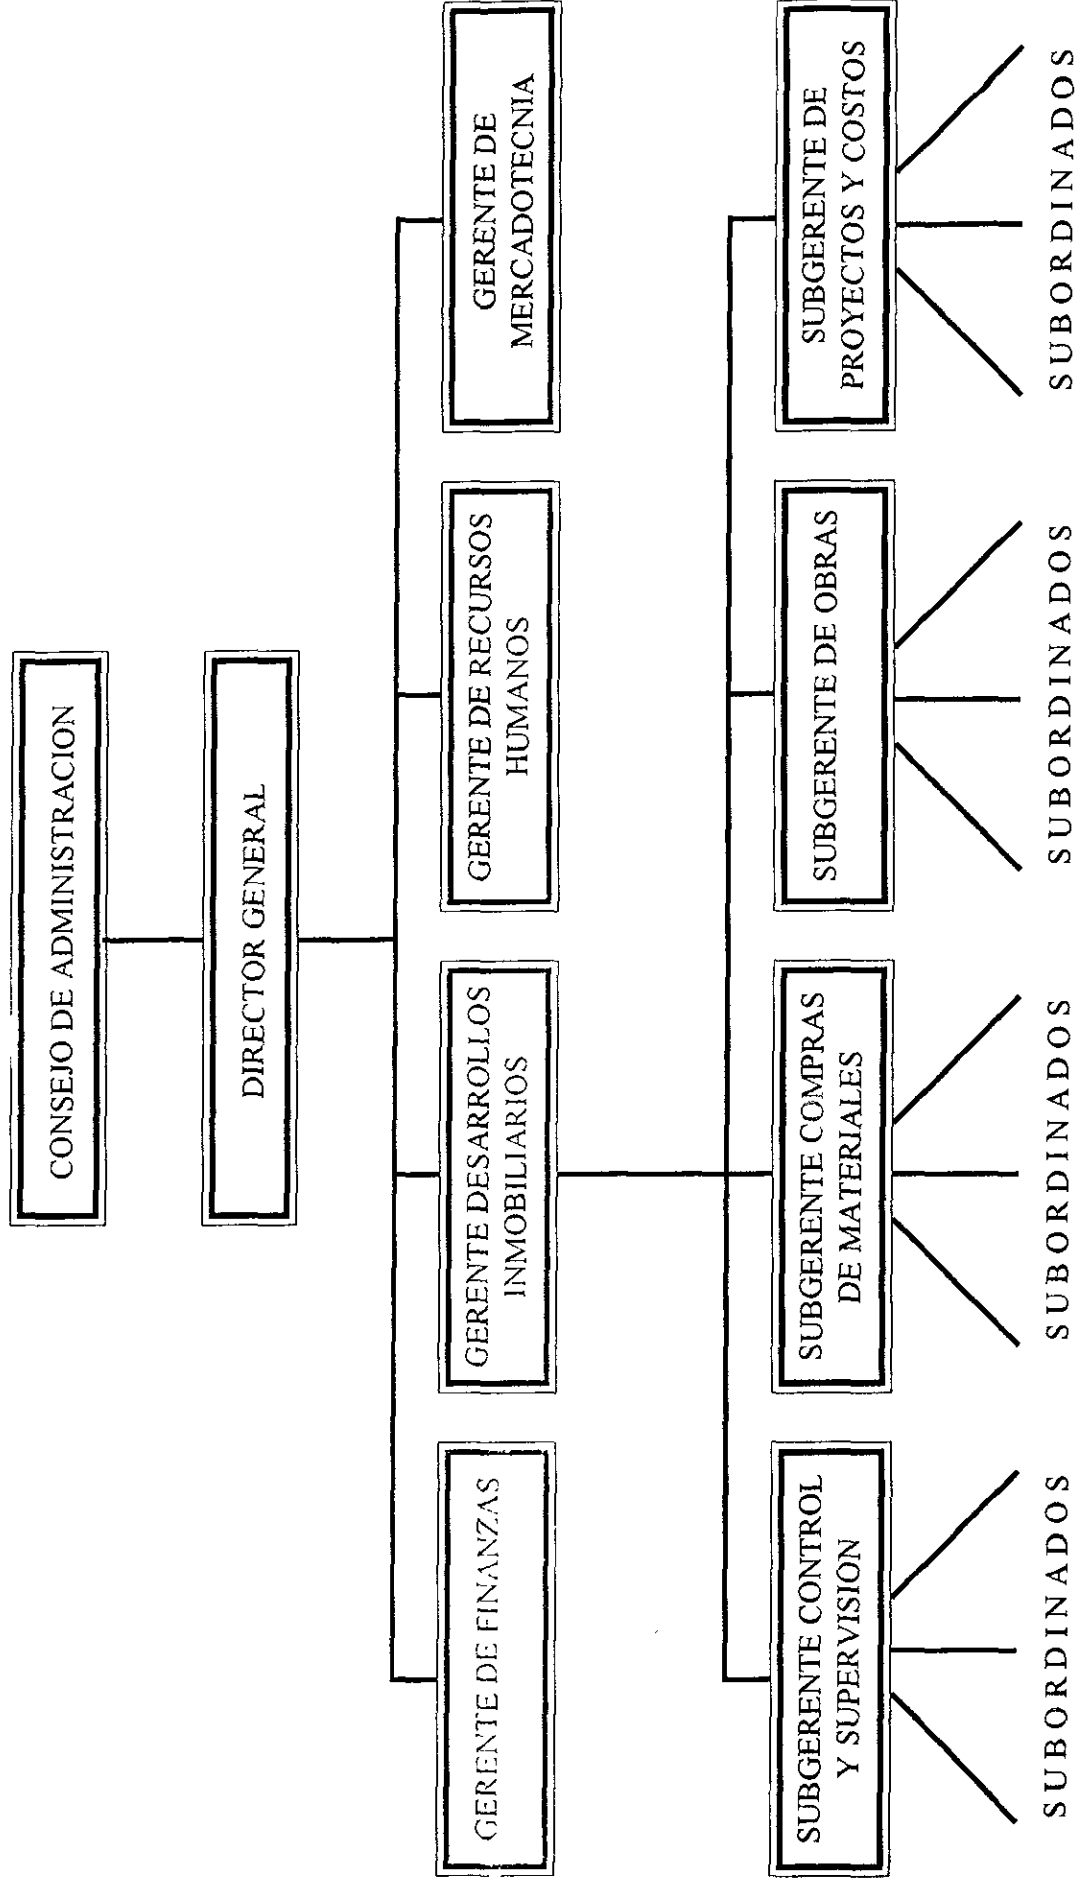 CONSEJO DE ADMINISTRACION
DIRECTOR GENERAL
GERENTE DE FINANZAS
GERENTE DESARROLLOS
INMOBILIARIOS
GERENTE DE RECURSOS
HUMANOS
GERENTE DE
MERCADOTECNIA
SUBGERENTE CONTROL
Y SUPERVISION
SUBGERENTE COMPRAS
DE MATERIALES
SUBGERENTE DE OBRAS
SUBGERENTE DE
PROYECTOS Y COSTOS
SUBORDINADOS
SUBORDINADOS
SUBORDINADOS
SUBORDINADOS